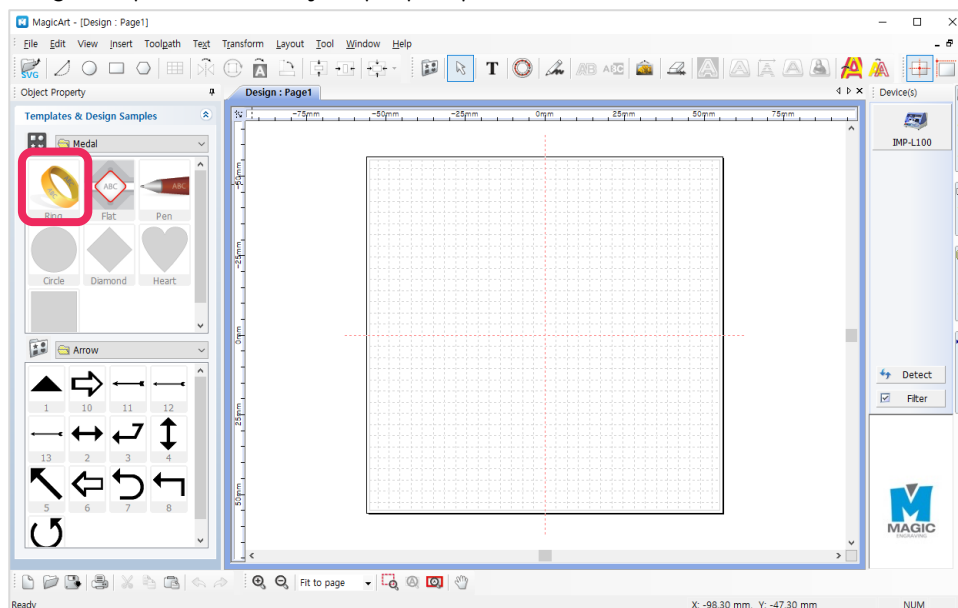 MagicArt - [Design : Page1]
File Edit View Insert Toolpath Text Transform Layout Tool Window Help
SVG A T AB ABC A A A A A A A
Object Property
Design : Page1
Device(s)
Templates & Design Samples
-75mm -50mm -25mm 0mm 25mm 50mm 75mm
Medal
IMP-L100
ABC ABC
Ring Flat Pen
-50mm
-25mm
Circle Diamond Heart
0mm
Arrow
Detect
1 10 11 12
Filter
25mm
13 2 3 4
50mm
5 6 7 8
MAGIC
ENGRAVING
Fit to page
Ready
X: -98.30 mm, Y: -47.30 mm
NUM